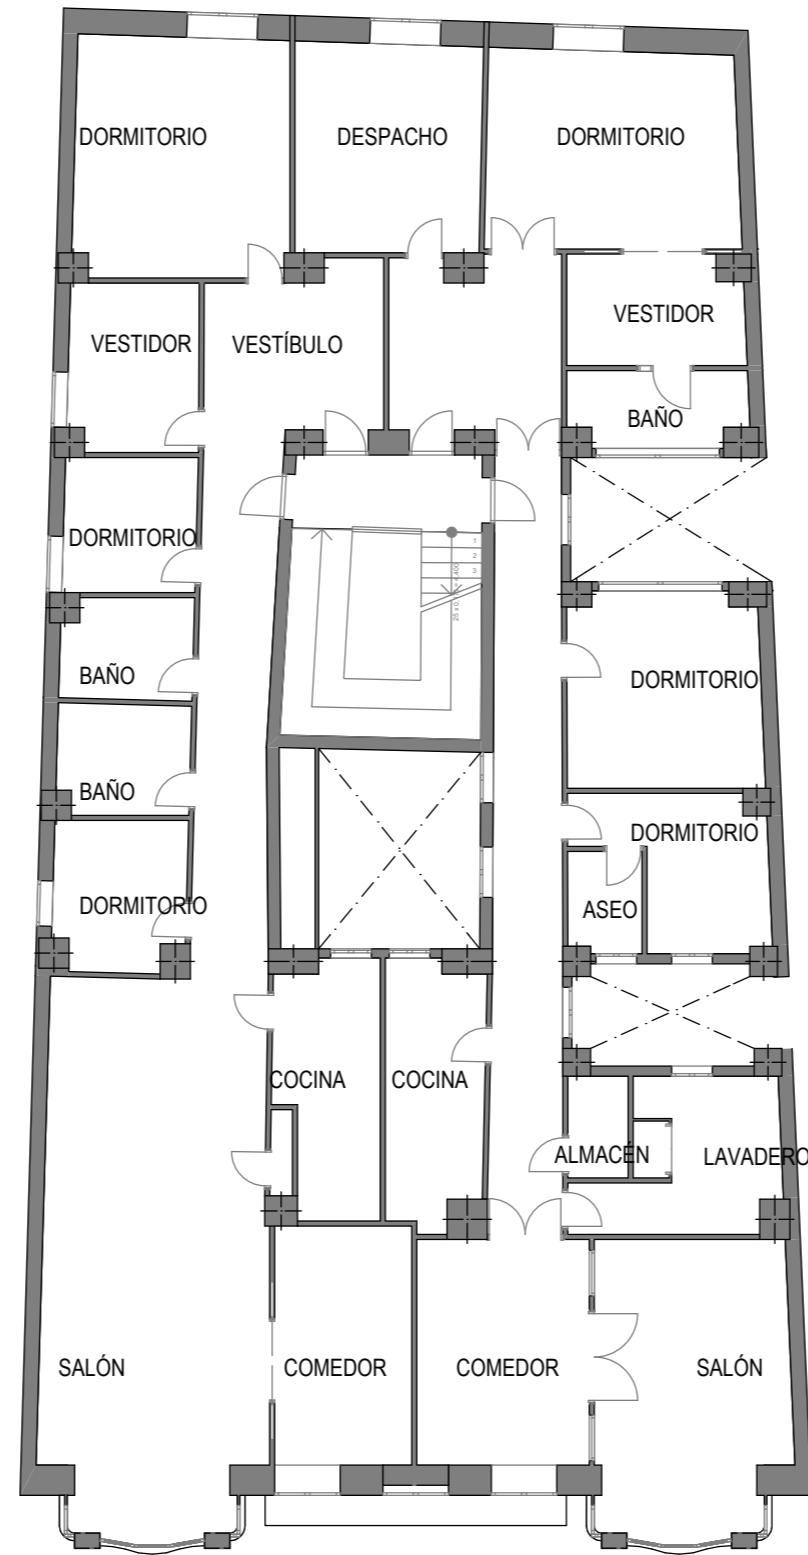 DORMITORIO
DESPACHO
DORMITORIO
VESTIDOR
VESTÍBULO
VESTIDOR
BAÑO
DORMITORIO
1
2
3
BAÑO
DORMITORIO
BAÑO
DORMITORIO
DORMITORIO
ASEO
COCINA
COCINA
ALMACÉN
LAVADERO
SALÓN
COMEDOR
COMEDOR
SALÓN